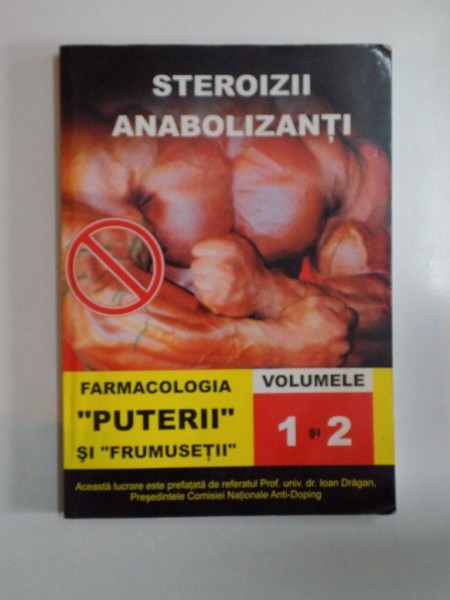 STEROIZII
ANABOLIZANȚI
FARMACOLOGIA
"PUTERII"
ȘI "FRUMUSEȚII"
VOLUMELE
1 ȘI 2
Această lucrare este prefațată de referatul Prof. univ. dr. Ioan Drăgan,
Președintele Comisiei Naționale Anti-Doping